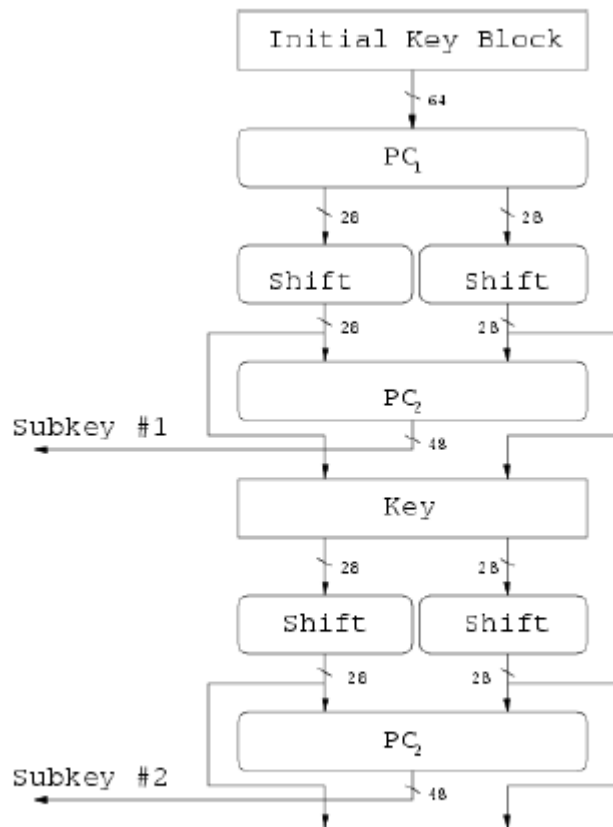 Initial Key Block
64
PC1
28 28
Shift Shift
28 28
PC2
Subkey #1
48
Key
28 28
Shift Shift
28 28
PC2
Subkey #2
48